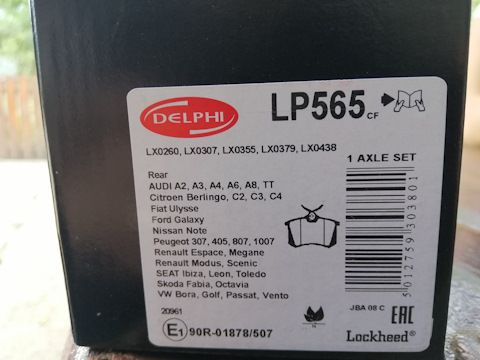 DELPHI
LP565 CF
LX0260, LX0307, LX0355, LX0379, LX0438
1 AXLE SET
Rear
AUDI A2, A3, A4, A6, A8, TT
Citroen Berlingo, C2, C3, C4
Fiat Ulysse
Ford Galaxy
Nissan Note
Peugeot 307, 405, 807, 1007
Renault Espace, Megane
Renault Modus, Scenic
SEAT Ibiza, Leon, Toledo
Skoda Fabia, Octavia
VW Bora, Golf, Passat, Vento
5012759303801
20961
JBA 08 C
E1 90R-01878/507
EAC
Lockheed®